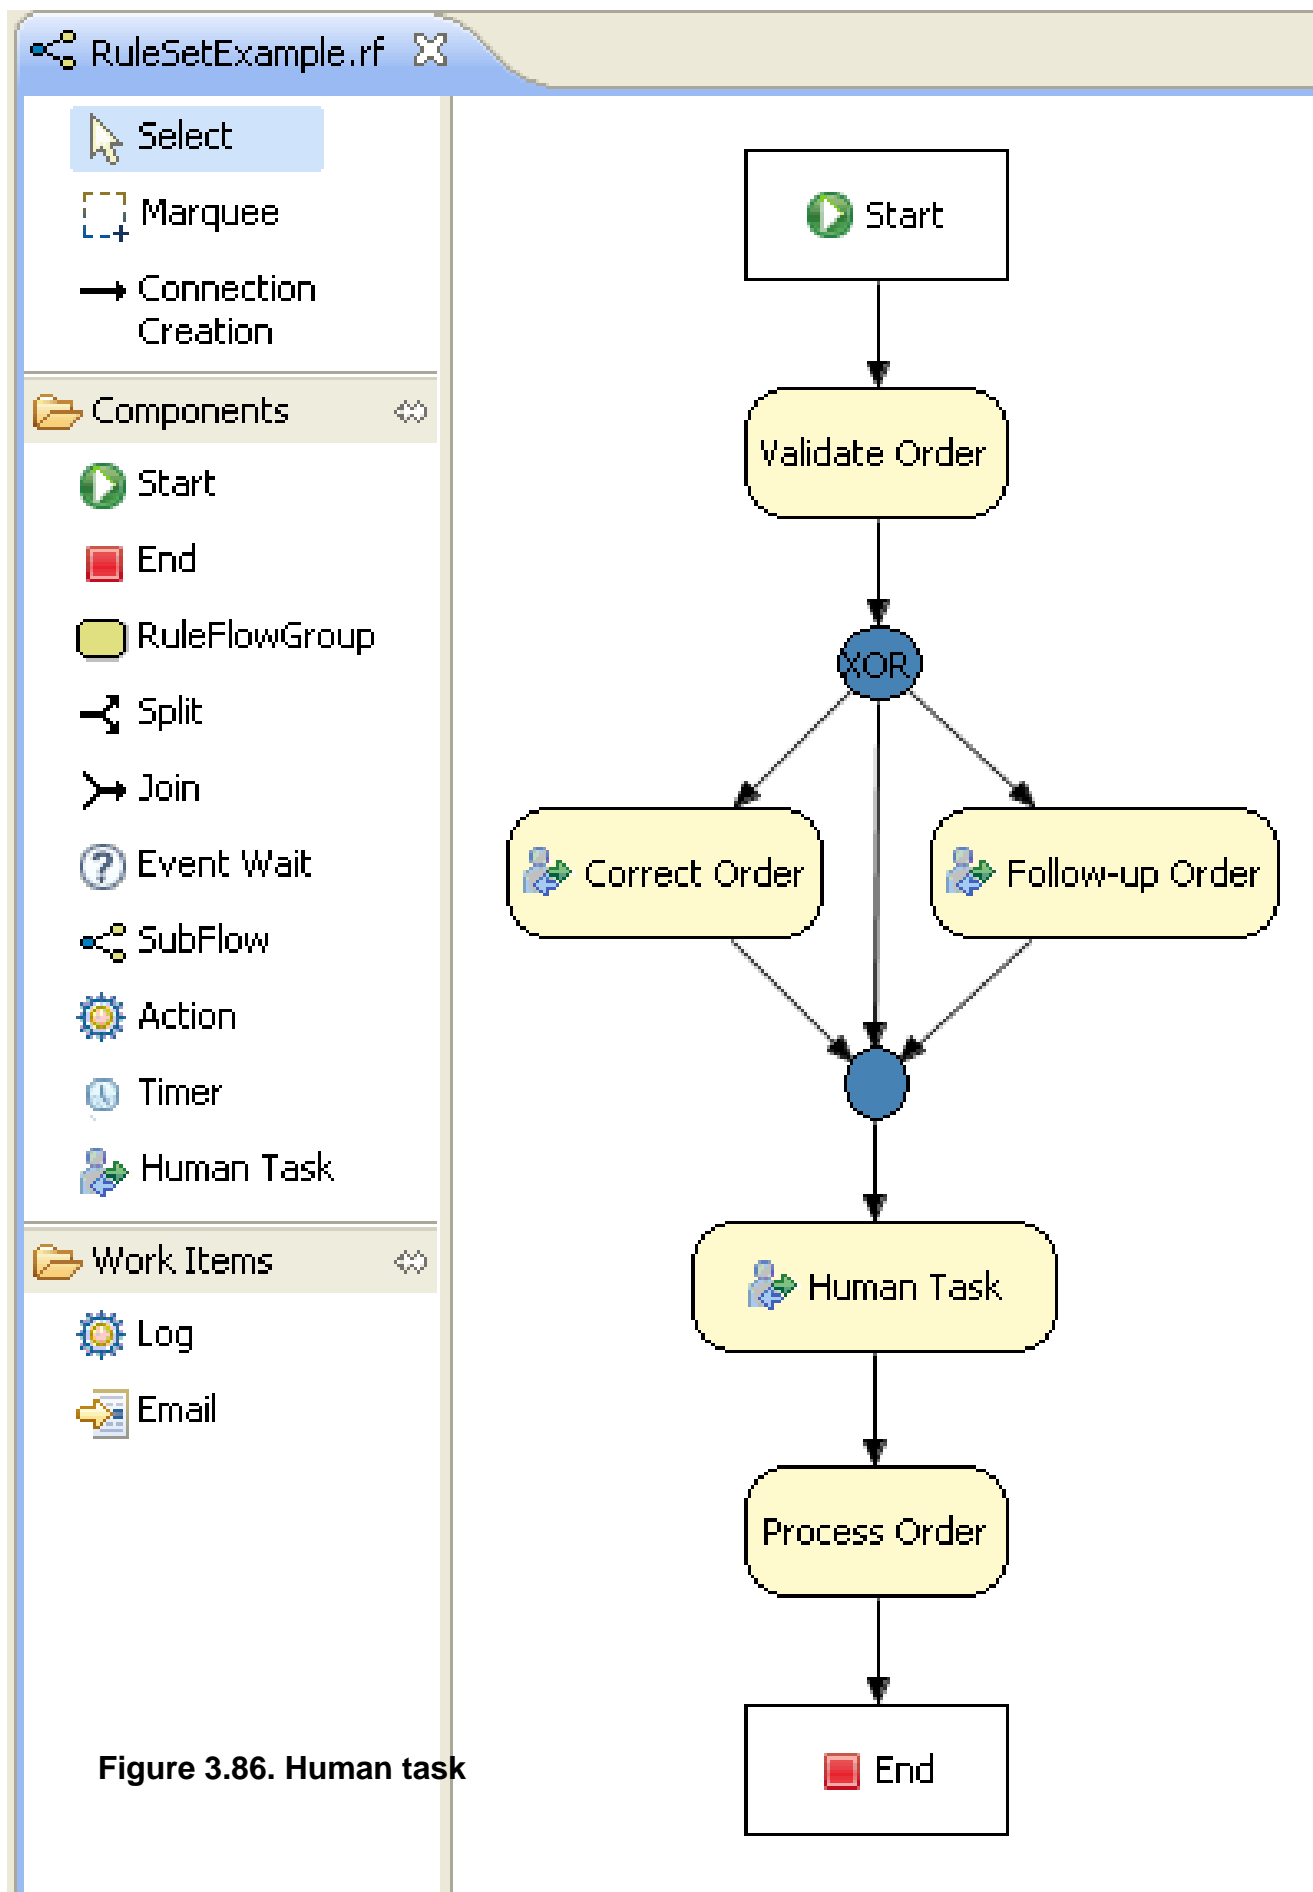 RuleSetExample.rf
Select
Marquee
Connection
Creation
Components
Start
End
RuleFlowGroup
Split
Join
Event Wait
SubFlow
Action
Timer
Human Task
Work Items
Log
Email
Start
Validate Order
XOR
Correct Order
Follow-up Order
Human Task
Process Order
End
Figure 3.86. Human task